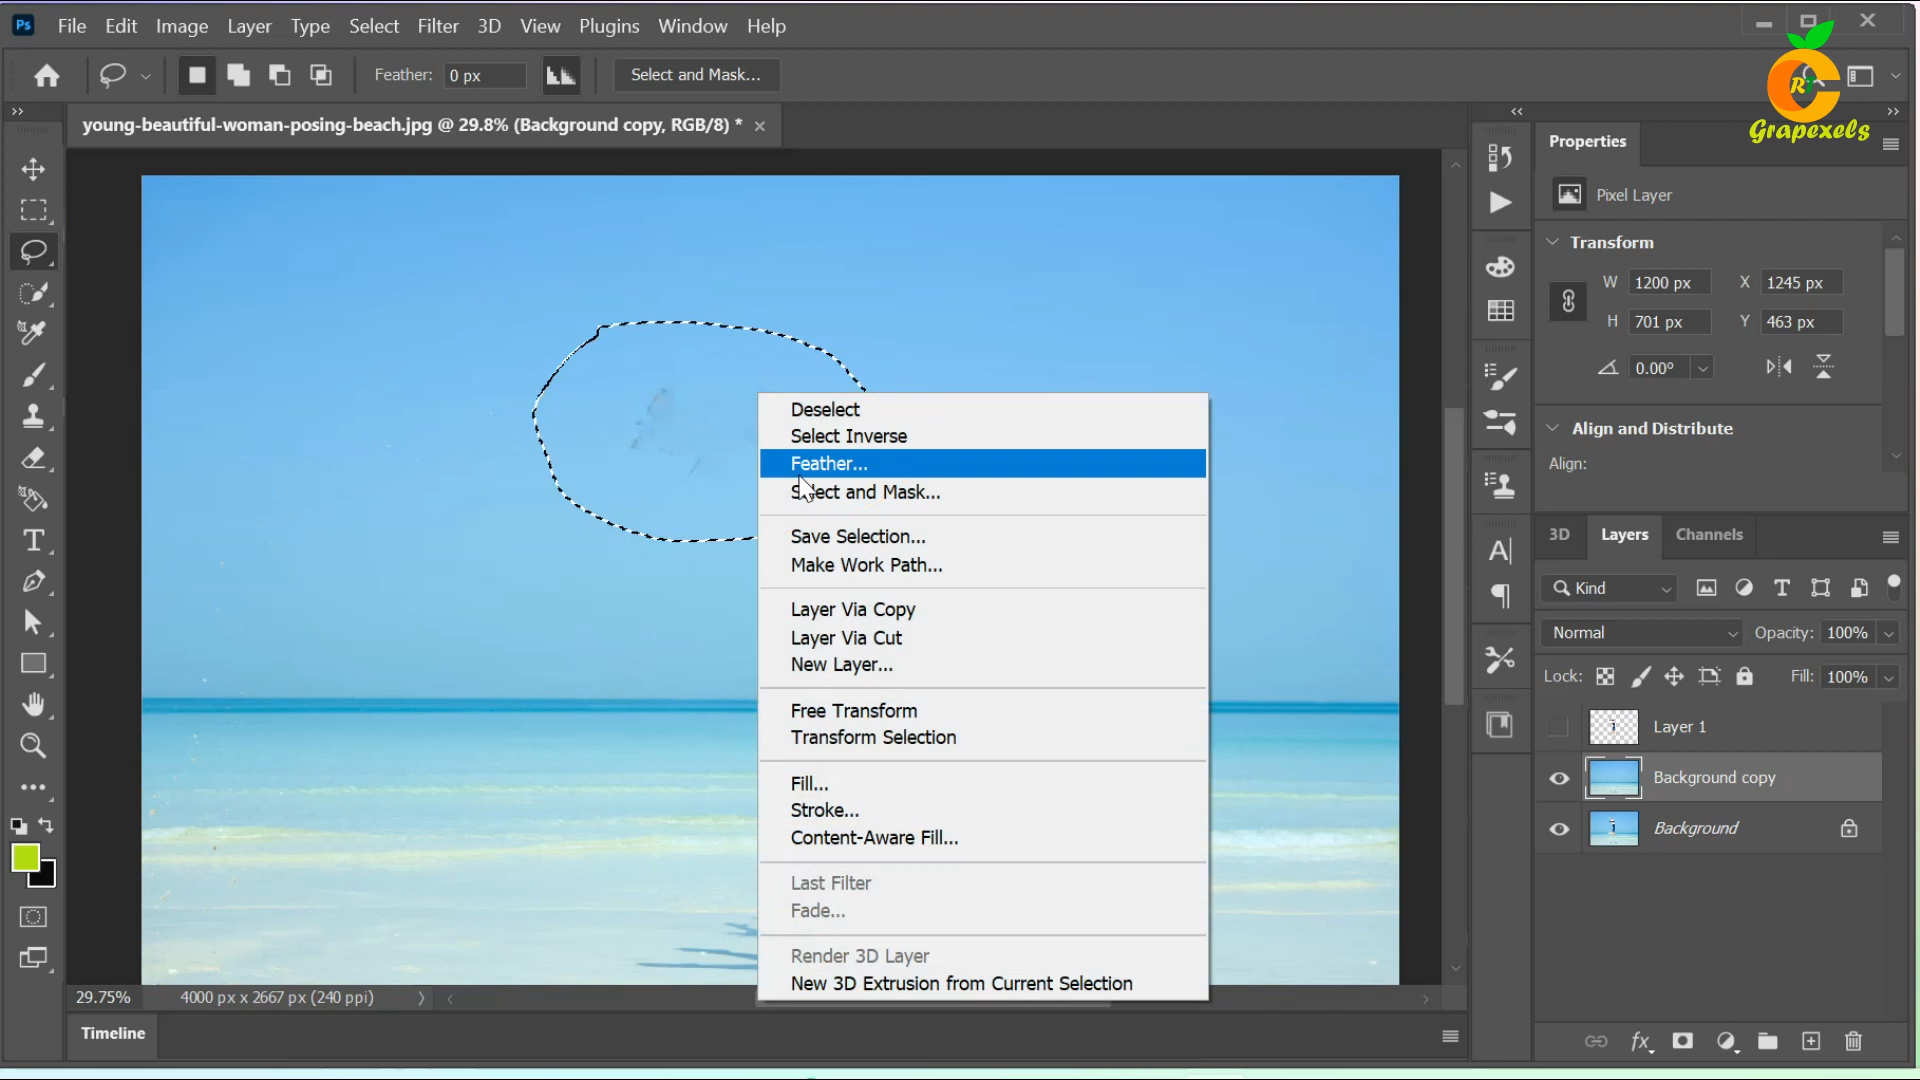 Ps File Edit Image Layer Type Select Filter 3D View Plugins Window Help
Feather: 0 px Select and Mask...
Grapexels
young-beautiful-woman-posing-beach.jpg @ 29.8% (Background copy, RGB/8) * ×
Properties
Pixel Layer
Transform
W 1200 px X 1245 px
H 701 px Y 463 px
0.00°
Align and Distribute
Align:
Deselect
Select Inverse
Feather...
Select and Mask...
Save Selection...
Make Work Path...
Layer Via Copy
Layer Via Cut
New Layer...
Free Transform
Transform Selection
Fill...
Stroke...
Content-Aware Fill...
Last Filter
Fade...
Render 3D Layer
New 3D Extrusion from Current Selection
3D Layers Channels
Kind
Normal Opacity: 100%
Lock: Fill: 100%
Layer 1
Background copy
Background
fx
29.75% 4000 px x 2667 px (240 ppi)
Timeline